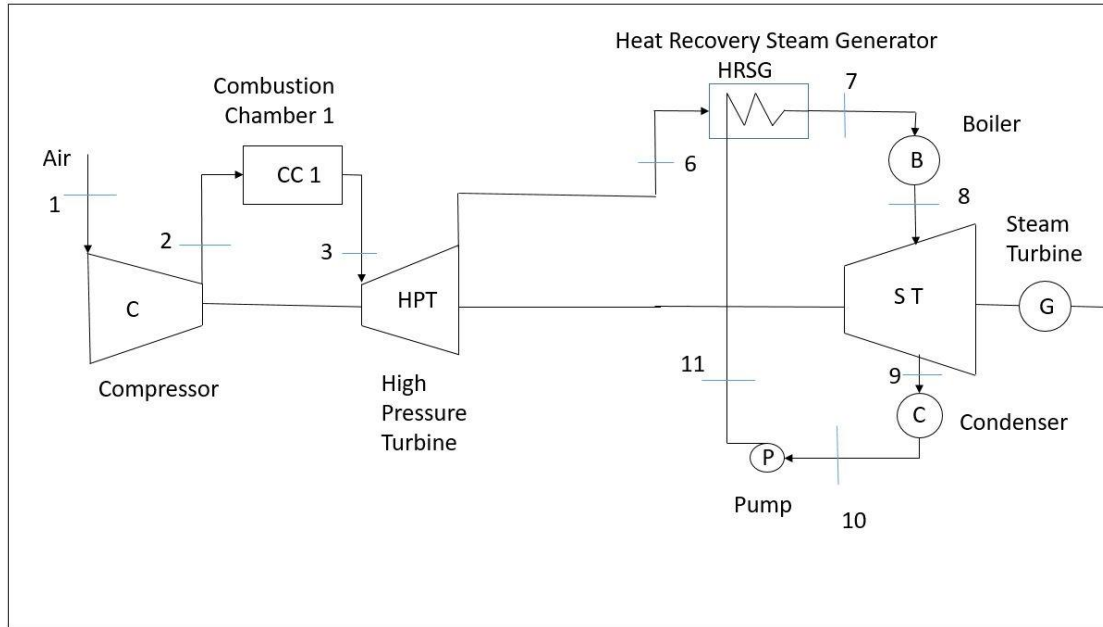 Heat Recovery Steam Generator
HRSG
7
Combustion
Chamber 1
Boiler
Air
CC 1
B
6
1
8
2
3
Steam
Turbine
C
HPT
S T
G
11
9
Compressor
High
Pressure
Turbine
C
Condenser
P
Pump
10